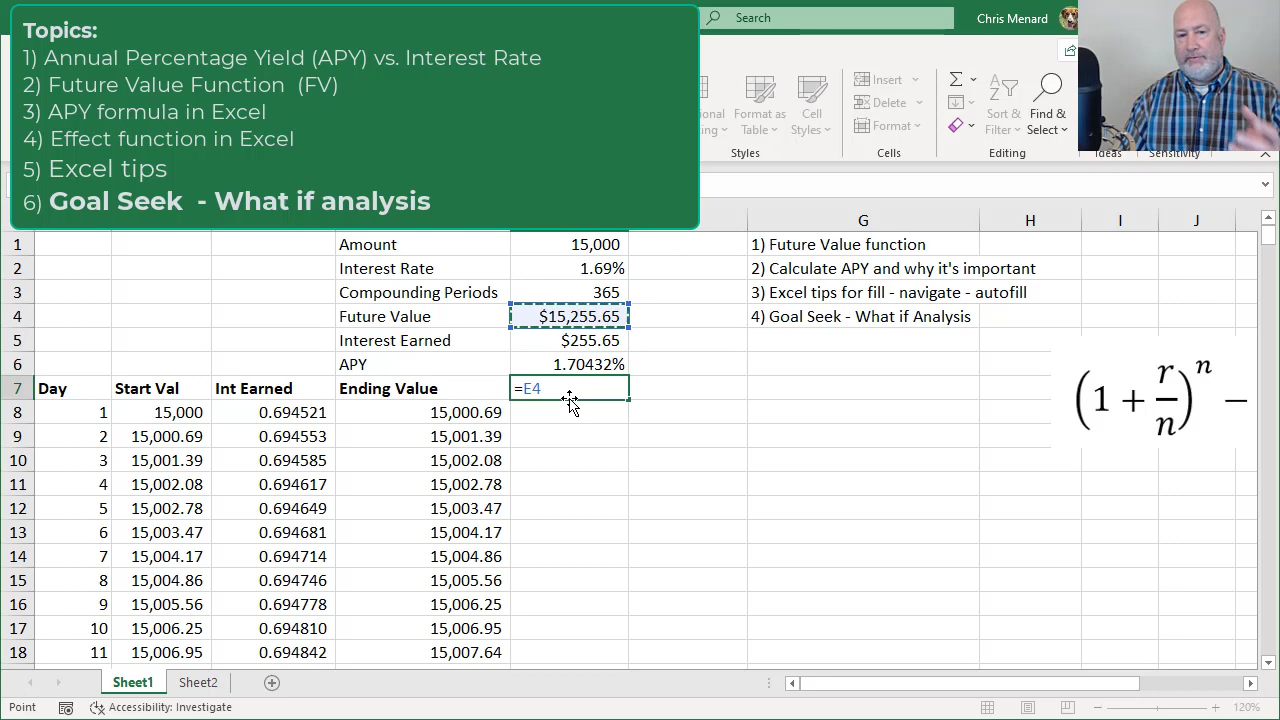 Topics:
1) Annual Percentage Yield (APY) vs. Interest Rate
2) Future Value Function (FV)
3) APY formula in Excel
4) Effect function in Excel
5) Excel tips
6) Goal Seek - What if analysis
Search
Chris Menard
Format as
Table
Cell
Styles
Insert
Delete
Format
Sort &
Filter
Find &
Select
Styles
Cells
Editing
Ideas
Sensitivity
G H I J
1 Amount 15,000 1) Future Value function
2 Interest Rate 1.69% 2) Calculate APY and why it's important
3 Compounding Periods 365 3) Excel tips for fill - navigate - autofill
4 Future Value $15,255.65 4) Goal Seek - What if Analysis
5 Interest Earned $255.65
6 APY 1.70432%
7 Day Start Val Int Earned Ending Value =E4
8 1 15,000 0.694521 15,000.69
9 2 15,000.69 0.694553 15,001.39
10 3 15,001.39 0.694585 15,002.08
11 4 15,002.08 0.694617 15,002.78
12 5 15,002.78 0.694649 15,003.47
13 6 15,003.47 0.694681 15,004.17
14 7 15,004.17 0.694714 15,004.86
15 8 15,004.86 0.694746 15,005.56
16 9 15,005.56 0.694778 15,006.25
17 10 15,006.25 0.694810 15,006.95
18 11 15,006.95 0.694842 15,007.64
(1 + r/n)^n −
Sheet1 Sheet2
Point Accessibility: Investigate 120%